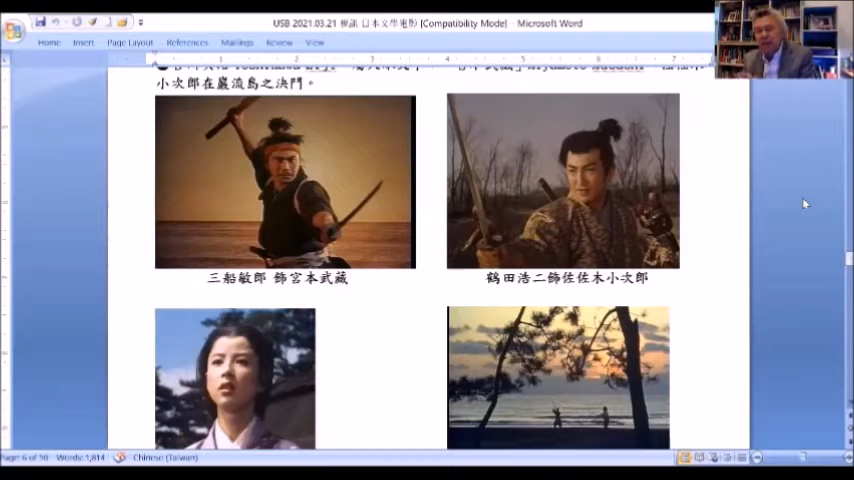 USB 2021.03.21 視訊 日本文學電影 [Compatibility Mode] - Microsoft Word
Home Insert Page Layout References Mailings Review View
小次郎在巖流島之決鬥。
三船敏郎 飾宮本武藏 鶴田浩二飾佐佐木小次郎
Page: 6 of 10 Words: 1,814 Chinese (Taiwan)